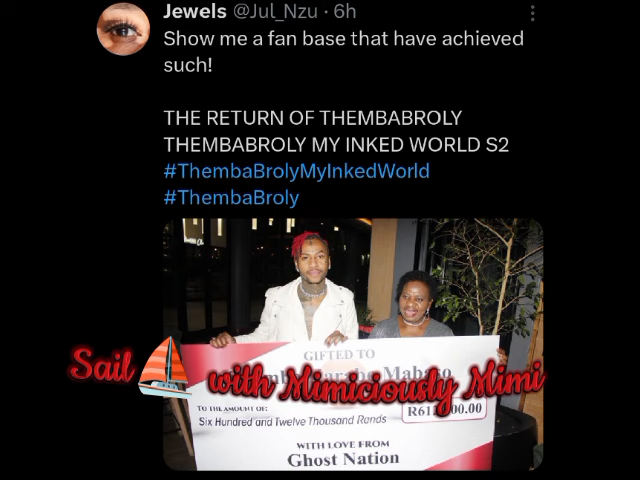 Jewels @Jul_Nzu · 6h
Show me a fan base that have achieved
such!
THE RETURN OF THEMBABROLY
THEMBABROLY MY INKED WORLD S2
#ThembaBrolyMyInkedWorld
#ThembaBroly
GIFTED TO
Sail with Mimiciously Mimi
TO THE AMOUNT OF:
Six Hundred and Twelve Thousand Rands
WITH LOVE FROM
Ghost Nation